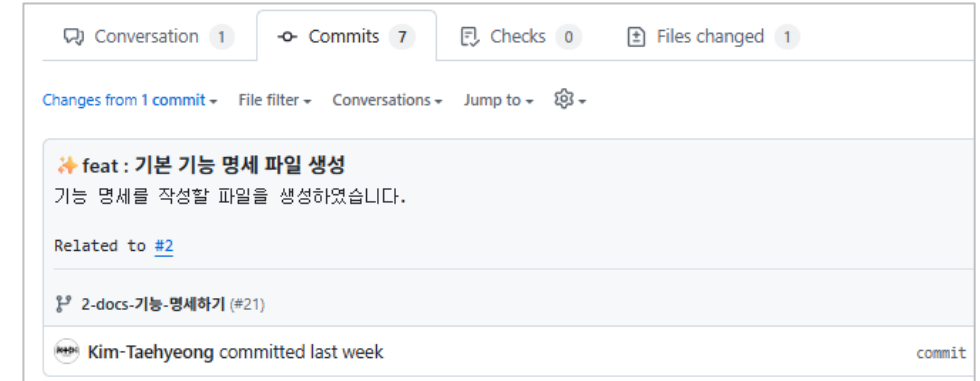 Conversation 1 Commits 7 Checks 0 Files changed 1
Changes from 1 commit File filter Conversations Jump to
✨ feat : 기본 기능 명세 파일 생성
기능 명세를 작성할 파일을 생성하였습니다.
Related to #2
2-docs-기능-명세하기 (#21)
Kim-Taehyeong committed last week commit